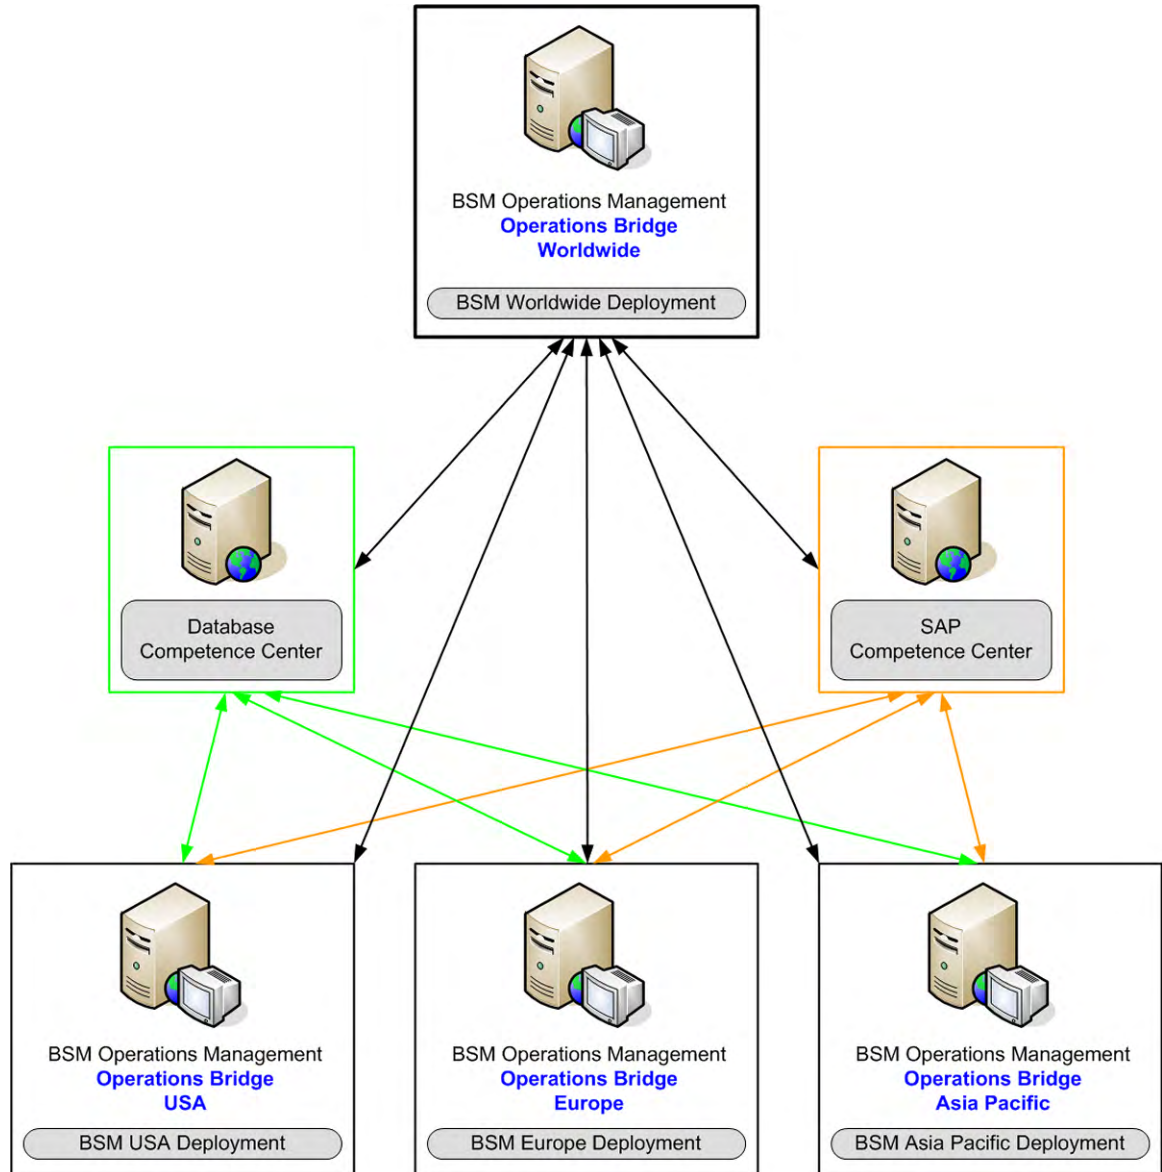 BSM Operations Management
Operations Bridge
Worldwide
BSM Worldwide Deployment
Database
Competence Center
SAP
Competence Center
BSM Operations Management
Operations Bridge
USA
BSM USA Deployment
BSM Operations Management
Operations Bridge
Europe
BSM Europe Deployment
BSM Operations Management
Operations Bridge
Asia Pacific
BSM Asia Pacific Deployment